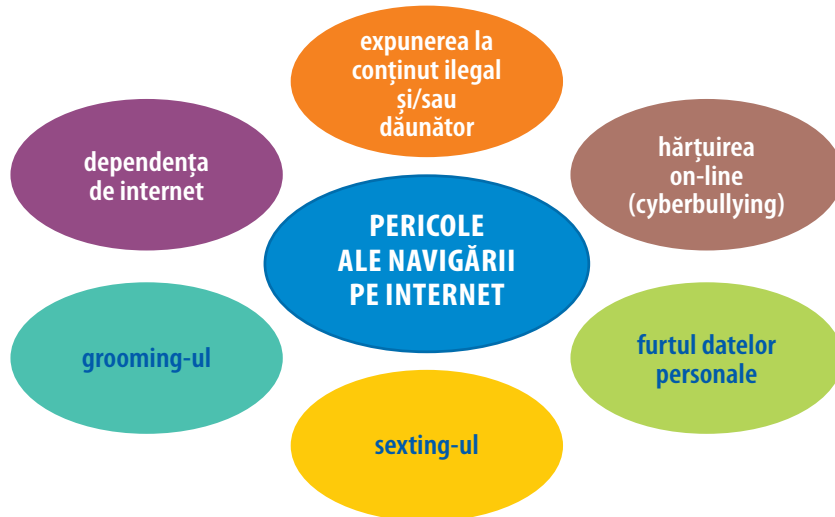 expunerea la
conținut ilegal
și/sau
dăunător
dependența
de internet
hărțuirea
on-line
(cyberbullying)
PERICOLE
ALE NAVIGĂRII
PE INTERNET
grooming-ul
furtul datelor
personale
sexting-ul